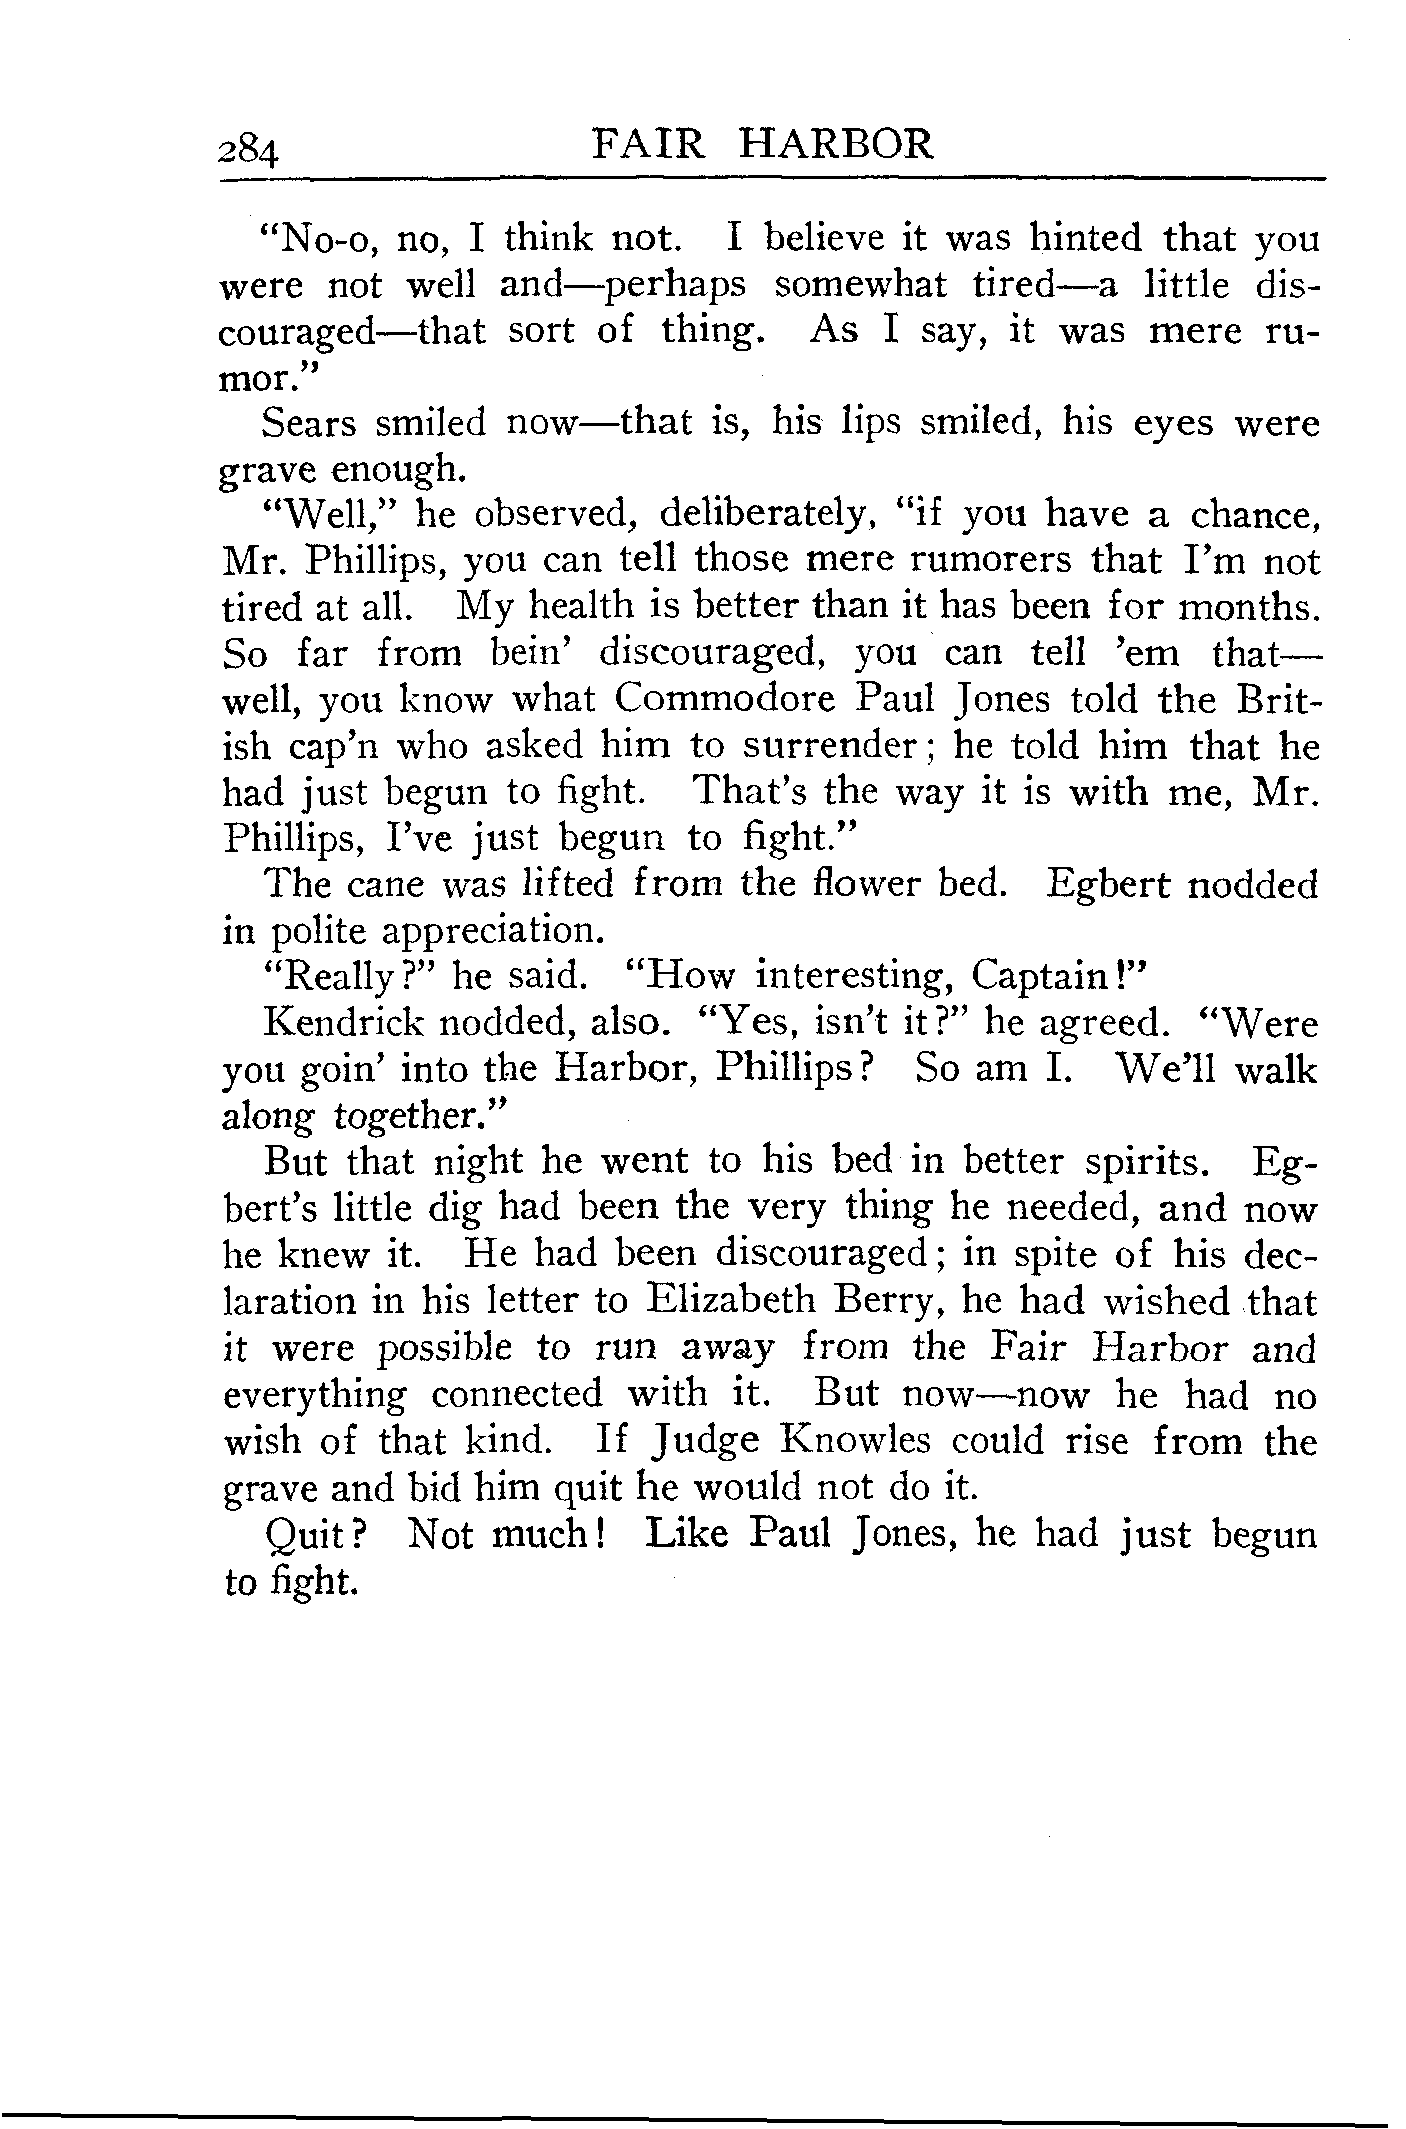 284 FAIR HARBOR
“No-o, no, I think not. I believe it was hinted that you
were not well and—perhaps somewhat tired—a little dis-
couraged—that sort of thing. As I say, it was mere ru-
mor.”
Sears smiled now—that is, his lips smiled, his eyes were
grave enough.
“Well,” he observed, deliberately, “if you have a chance,
Mr. Phillips, you can tell those mere rumorers that I’m not
tired at all. My health is better than it has been for months.
So far from bein’ discouraged, you can tell ’em that—
well, you know what Commodore Paul Jones told the Brit-
ish cap’n who asked him to surrender; he told him that he
had just begun to fight. That’s the way it is with me, Mr.
Phillips, I’ve just begun to fight.”
The cane was lifted from the flower bed. Egbert nodded
in polite appreciation.
“Really?” he said. “How interesting, Captain!”
Kendrick nodded, also. “Yes, isn’t it?” he agreed. “Were
you goin’ into the Harbor, Phillips? So am I. We’ll walk
along together.”
But that night he went to his bed in better spirits. Eg-
bert’s little dig had been the very thing he needed, and now
he knew it. He had been discouraged; in spite of his dec-
laration in his letter to Elizabeth Berry, he had wished that
it were possible to run away from the Fair Harbor and
everything connected with it. But now—now he had no
wish of that kind. If Judge Knowles could rise from the
grave and bid him quit he would not do it.
Quit? Not much! Like Paul Jones, he had just begun
to fight.